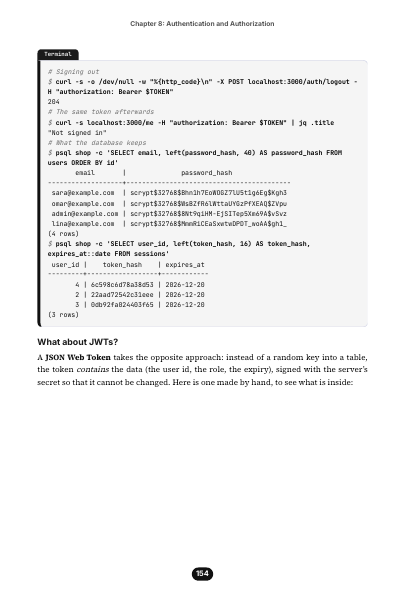 Chapter 8: Authentication and Authorization
Terminal
# Signing out
$ curl -s -o /dev/null -w "%{http_code}\n" -X POST localhost:3000/auth/logout -
H "authorization: Bearer $TOKEN"
204
# The same token afterwards
$ curl -s localhost:3000/me -H "authorization: Bearer $TOKEN" | jq .title
"Not signed in"
# What the database keeps
$ psql shop -c 'SELECT email, left(password_hash, 40) AS password_hash FROM
users ORDER BY id'
email | password_hash
-------------------+------------------------------------------
sara@example.com | scrypt$32768$Bhn1h7EoWOGZ7lU5t1g6Eg$Kgh3
omar@example.com | scrypt$32768$WsBZfR6lWttaUYGzPfXEAQ$ZVpu
admin@example.com | scrypt$32768$8Nt9qiHM-EjSITep5Xm69A$vSvz
lina@example.com | scrypt$32768$MmmRiCEaSxwtwDPDT_woAA$gh1_
(4 rows)
$ psql shop -c 'SELECT user_id, left(token_hash, 16) AS token_hash,
expires_at::date FROM sessions'
user_id | token_hash | expires_at
---------+------------------+------------
4 | 6c598c6d78a38d53 | 2026-12-20
2 | 22aad72542c31eee | 2026-12-20
3 | 0db92fa024403f65 | 2026-12-20
(3 rows)
What about JWTs?
A JSON Web Token takes the opposite approach: instead of a random key into a table,
the token contains the data (the user id, the role, the expiry), signed with the server's
secret so that it cannot be changed. Here is one made by hand, to see what is inside:
154